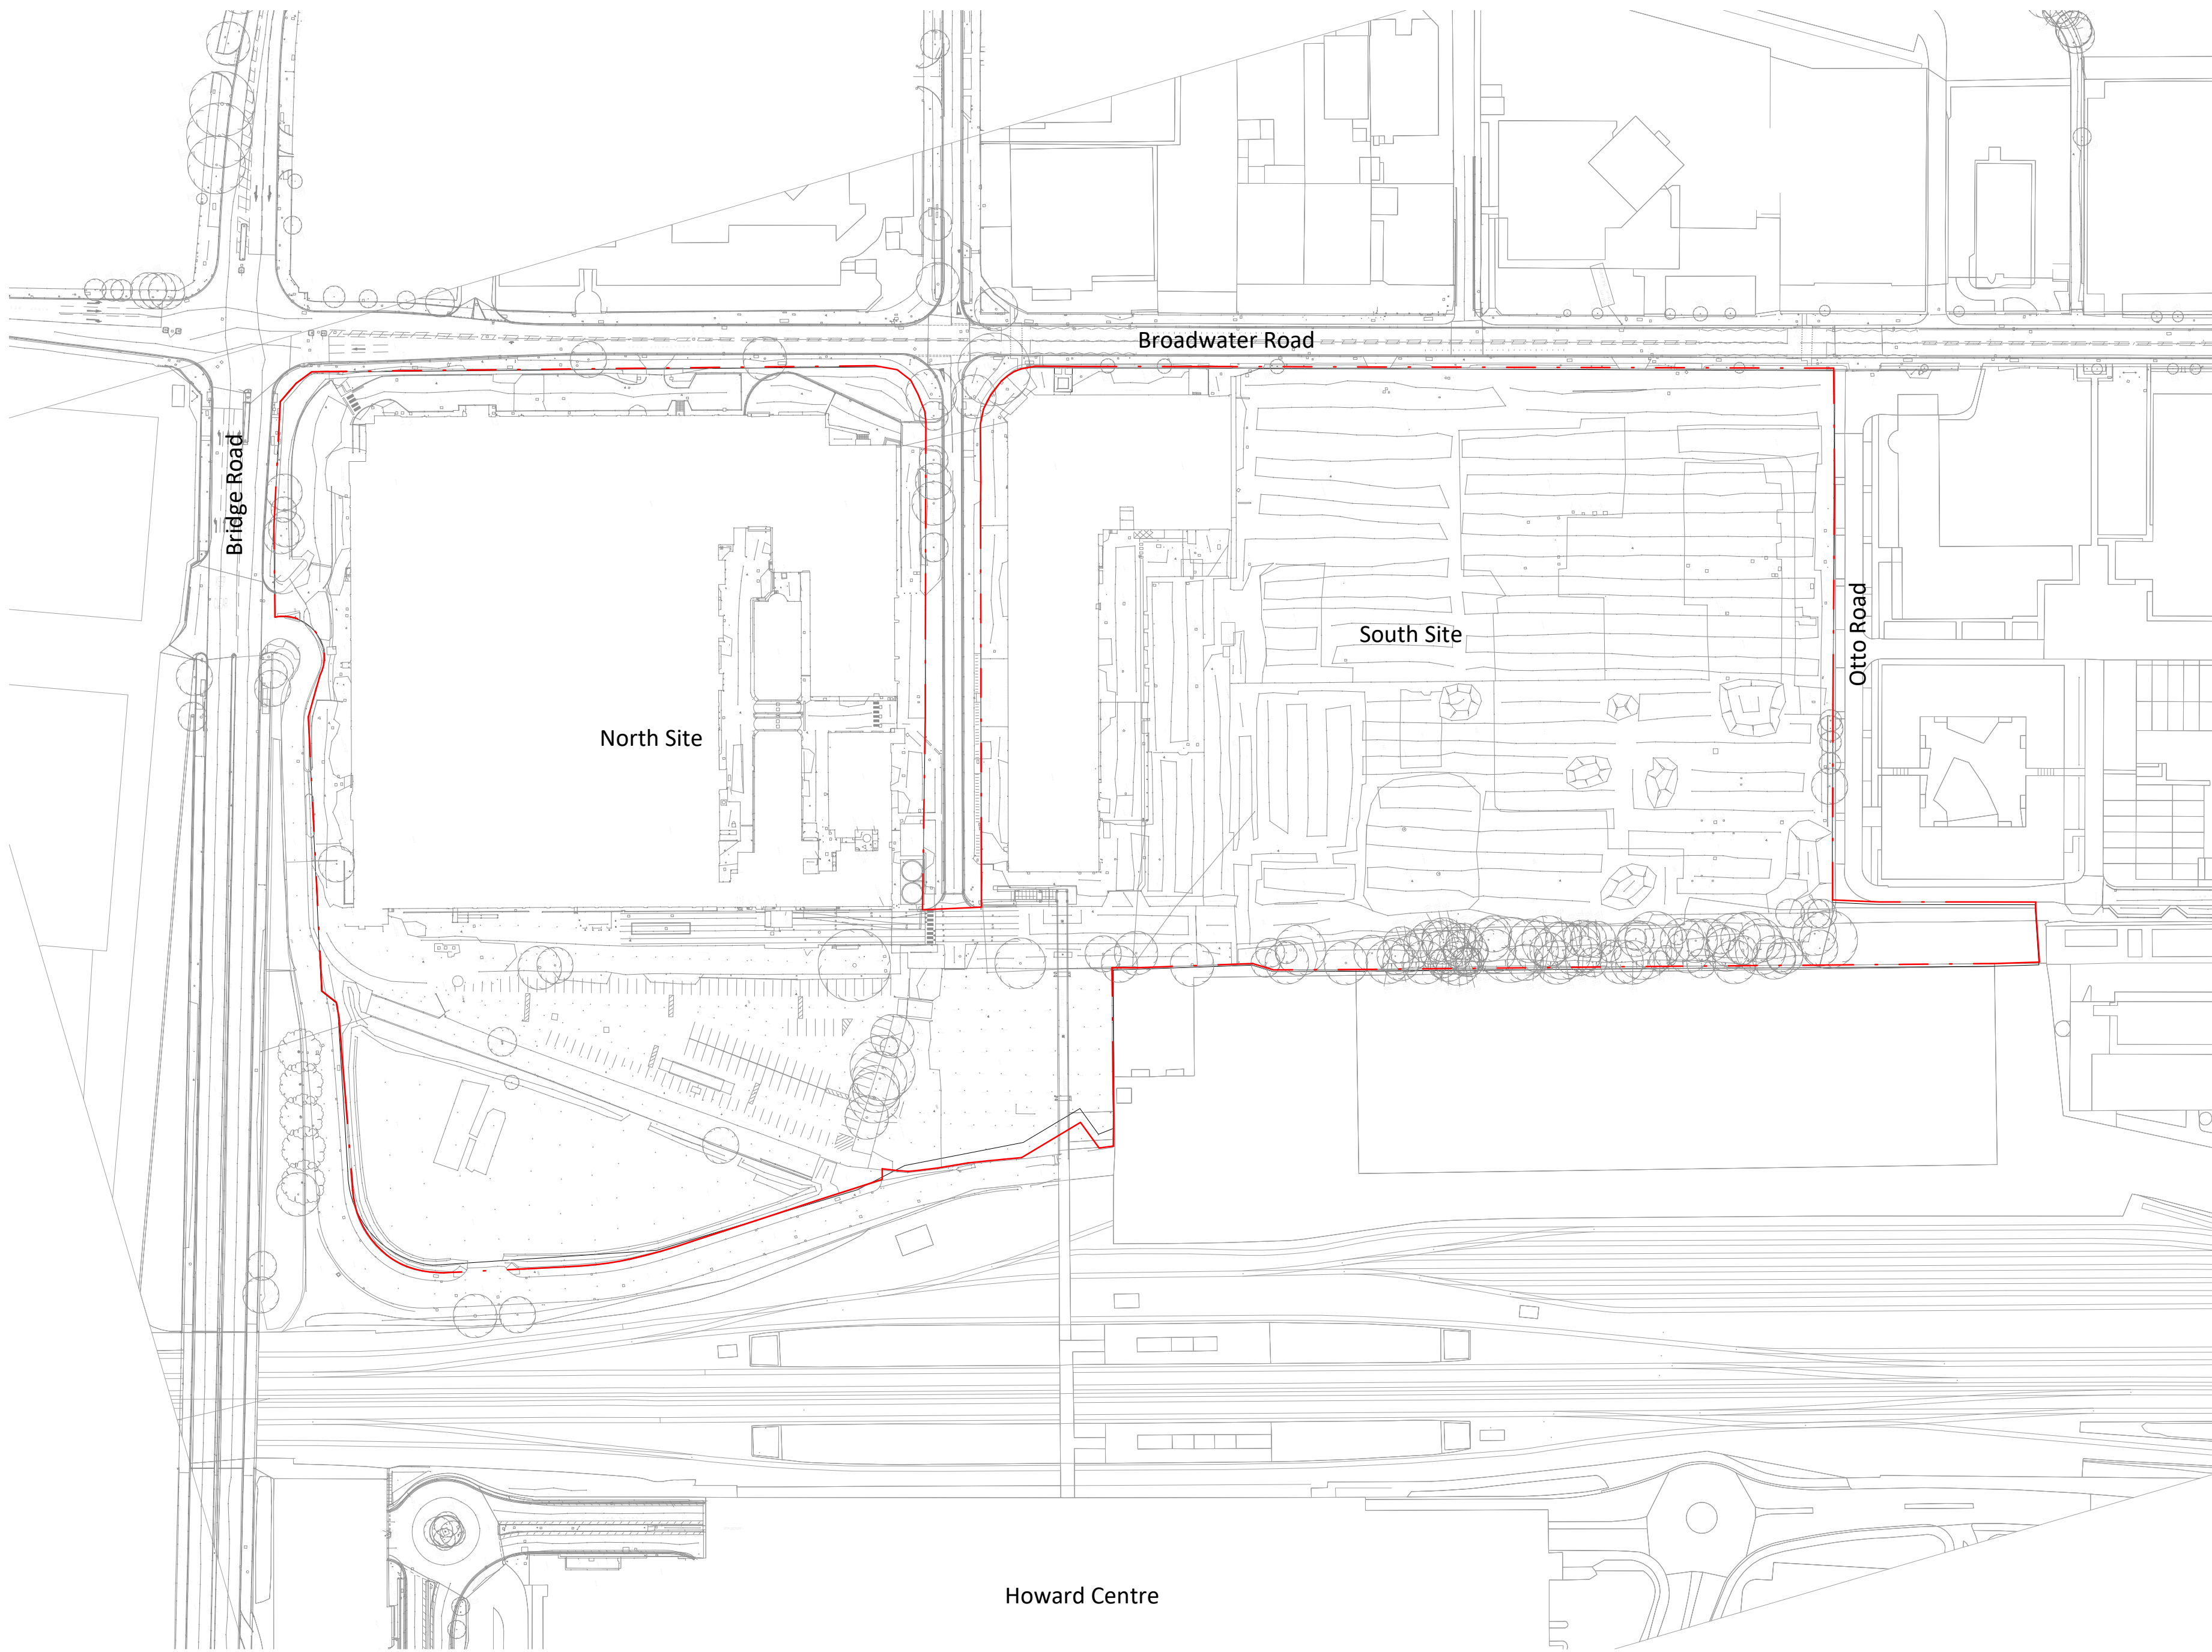 Broadwater Road
Bridge Road
South Site
Otto Road
North Site
Howard Centre